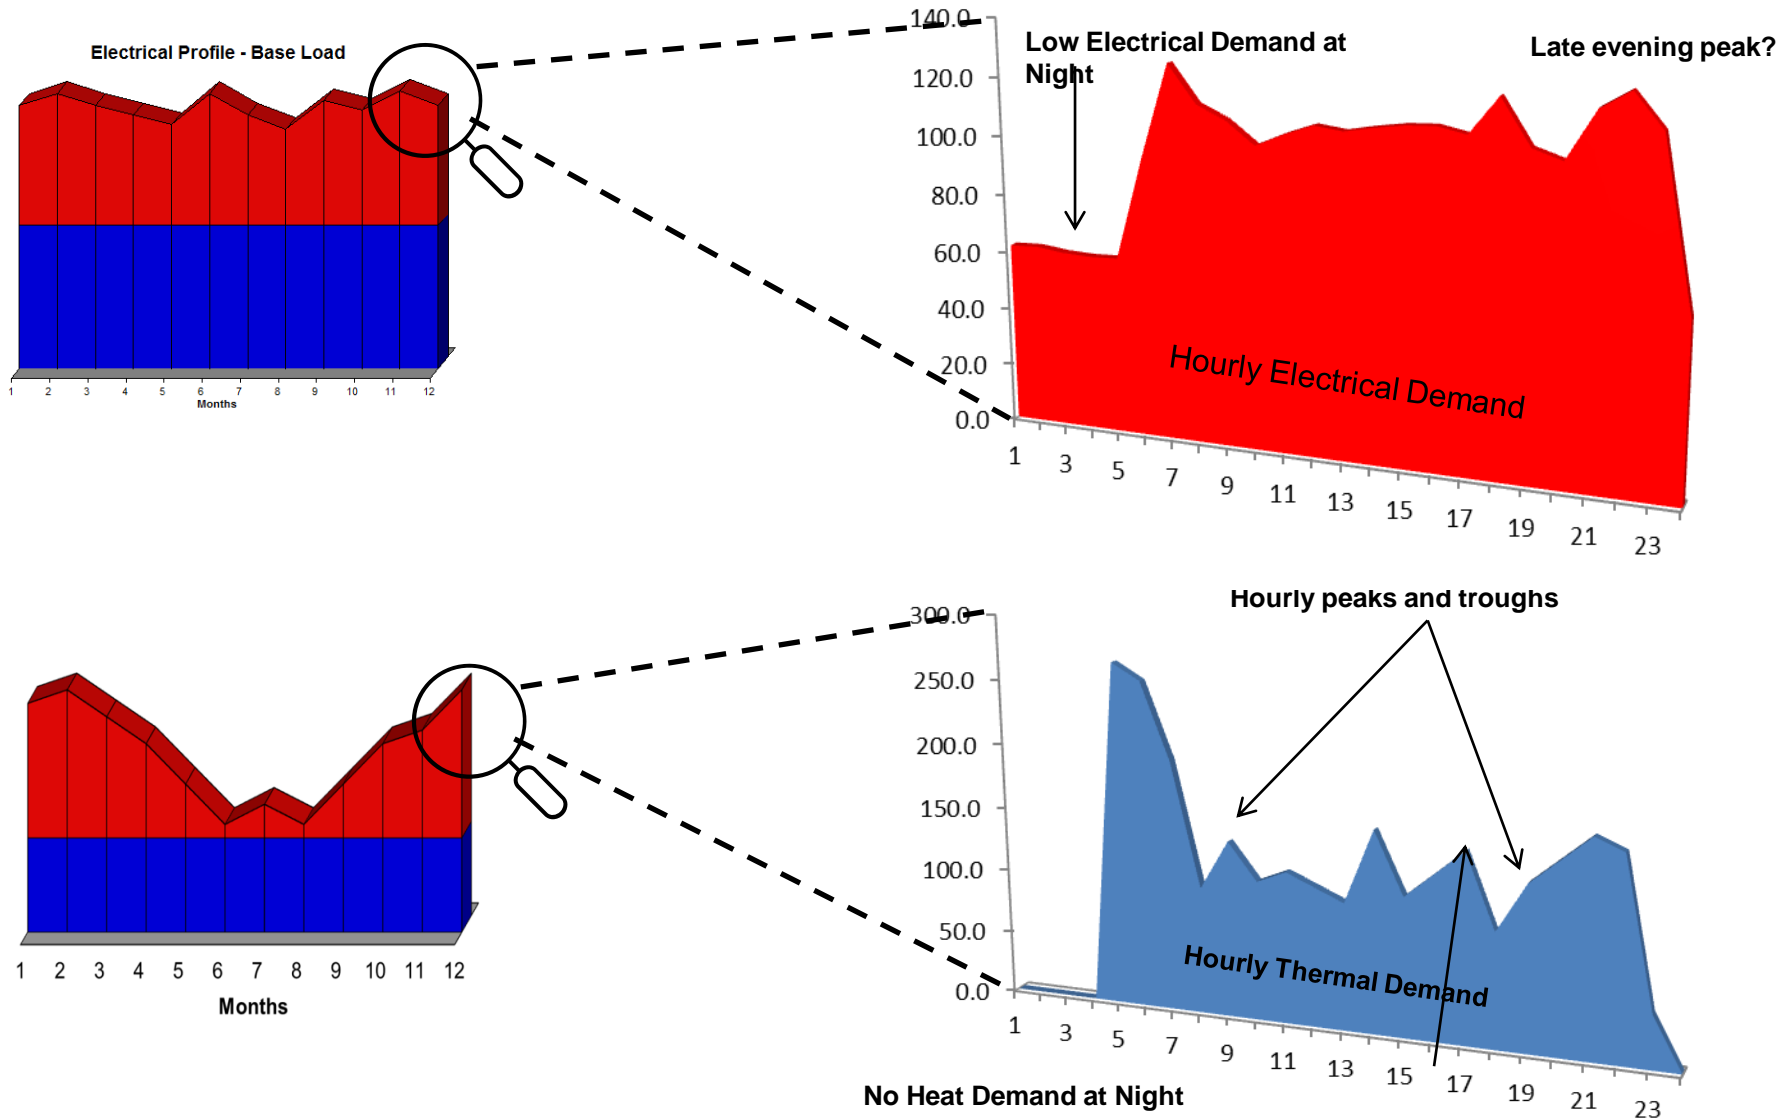 Electrical Profile - Base Load
1 2 3 4 5 6 7 8 9 10 11 12
Months
140.0
120.0
100.0
80.0
60.0
40.0
20.0
0.0
Low Electrical Demand at
Night
Late evening peak?
Hourly Electrical Demand
1 3 5 7 9 11 13 15 17 19 21 23
1 2 3 4 5 6 7 8 9 10 11 12
Months
300.0
250.0
200.0
150.0
100.0
50.0
0.0
Hourly peaks and troughs
Hourly Thermal Demand
1 3 5 7 9 11 13 15 17 19 21 23
No Heat Demand at Night